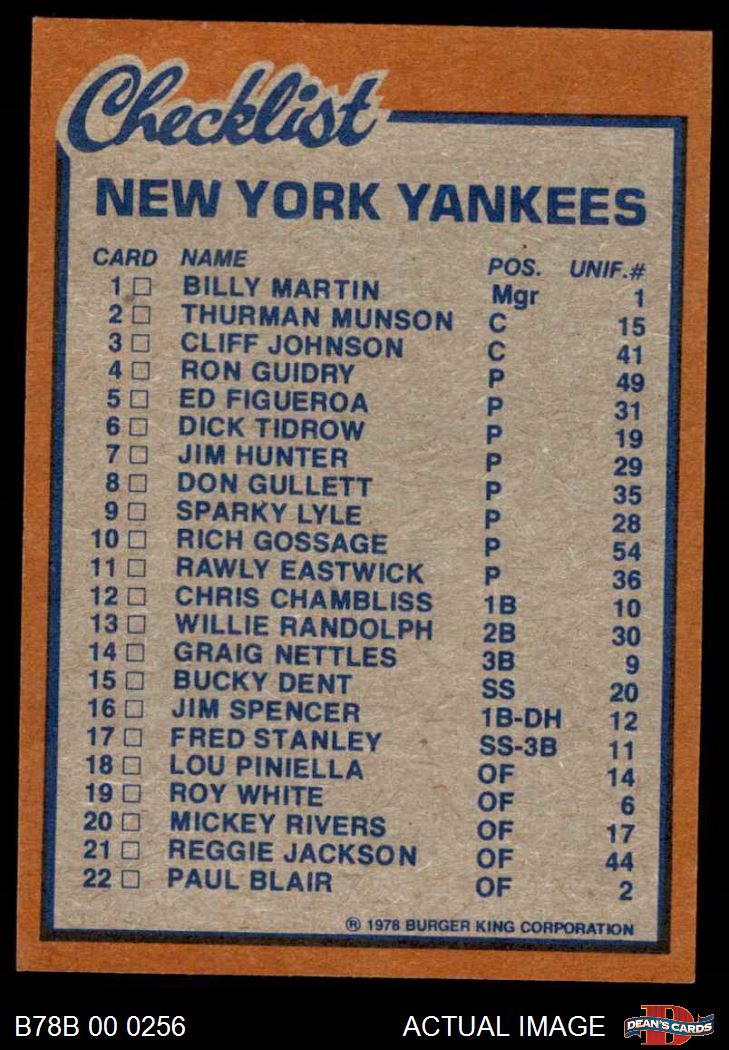 Checklist
NEW YORK YANKEES
CARD NAME POS. UNIF.#
1 □ BILLY MARTIN Mgr 1
2 □ THURMAN MUNSON C 15
3 □ CLIFF JOHNSON C 41
4 □ RON GUIDRY P 49
5 □ ED FIGUEROA P 31
6 □ DICK TIDROW P 19
7 □ JIM HUNTER P 29
8 □ DON GULLETT P 35
9 □ SPARKY LYLE P 28
10 □ RICH GOSSAGE P 54
11 □ RAWLY EASTWICK P 36
12 □ CHRIS CHAMBLISS 1B 10
13 □ WILLIE RANDOLPH 2B 30
14 □ GRAIG NETTLES 3B 9
15 □ BUCKY DENT SS 20
16 □ JIM SPENCER 1B-DH 12
17 □ FRED STANLEY SS-3B 11
18 □ LOU PINIELLA OF 14
19 □ ROY WHITE OF 6
20 □ MICKEY RIVERS OF 17
21 □ REGGIE JACKSON OF 44
22 □ PAUL BLAIR OF 2
® 1978 BURGER KING CORPORATION
B78B 00 0256 ACTUAL IMAGE
D DEAN'S CARDS